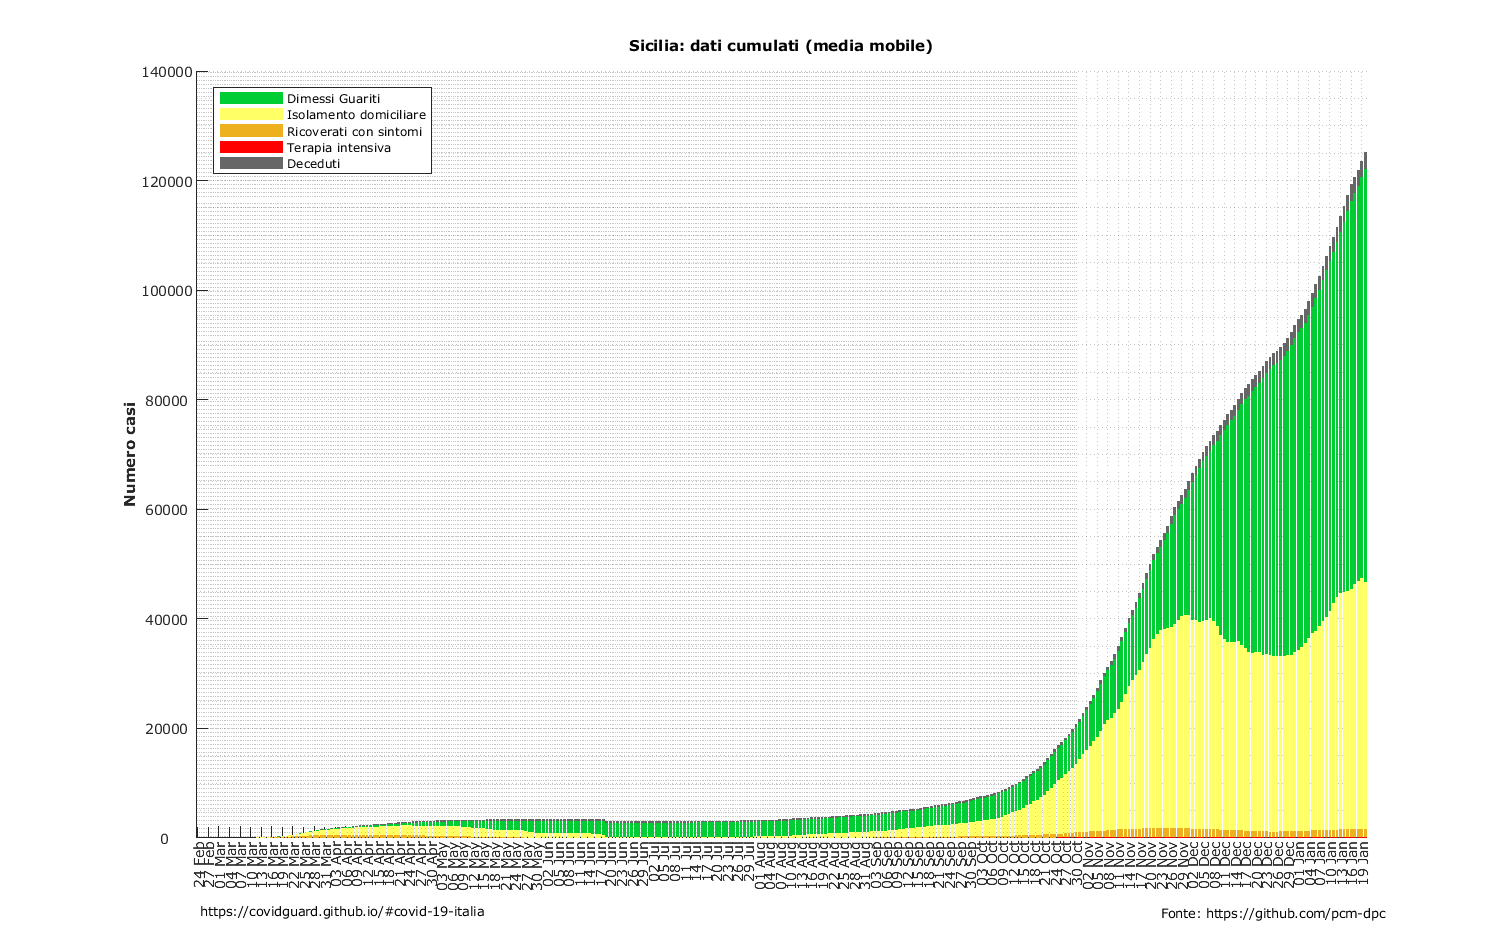 Sicilia: dati cumulati (media mobile)
140000
120000
100000
80000
60000
40000
20000
0
Numero casi
Dimessi Guariti
Isolamento domiciliare
Ricoverati con sintomi
Terapia intensiva
Deceduti
24 Feb
27 Feb
01 Mar
04 Mar
07 Mar
10 Mar
13 Mar
16 Mar
19 Mar
22 Mar
25 Mar
28 Mar
31 Mar
03 Apr
06 Apr
09 Apr
12 Apr
15 Apr
18 Apr
21 Apr
24 Apr
27 Apr
30 Apr
03 May
06 May
09 May
12 May
15 May
18 May
21 May
24 May
27 May
30 May
02 Jun
05 Jun
08 Jun
11 Jun
14 Jun
17 Jun
20 Jun
23 Jun
26 Jun
29 Jun
02 Jul
05 Jul
08 Jul
11 Jul
14 Jul
17 Jul
20 Jul
23 Jul
26 Jul
29 Jul
01 Aug
04 Aug
07 Aug
10 Aug
13 Aug
16 Aug
19 Aug
22 Aug
25 Aug
28 Aug
31 Aug
03 Sep
06 Sep
09 Sep
12 Sep
15 Sep
18 Sep
21 Sep
24 Sep
27 Sep
30 Sep
03 Oct
06 Oct
09 Oct
12 Oct
15 Oct
18 Oct
21 Oct
24 Oct
27 Oct
30 Oct
02 Nov
05 Nov
08 Nov
11 Nov
14 Nov
17 Nov
20 Nov
23 Nov
26 Nov
29 Nov
02 Dec
05 Dec
08 Dec
11 Dec
14 Dec
17 Dec
20 Dec
23 Dec
26 Dec
29 Dec
01 Jan
04 Jan
07 Jan
10 Jan
13 Jan
16 Jan
19 Jan
https://covidguard.github.io/#covid-19-italia
Fonte: https://github.com/pcm-dpc